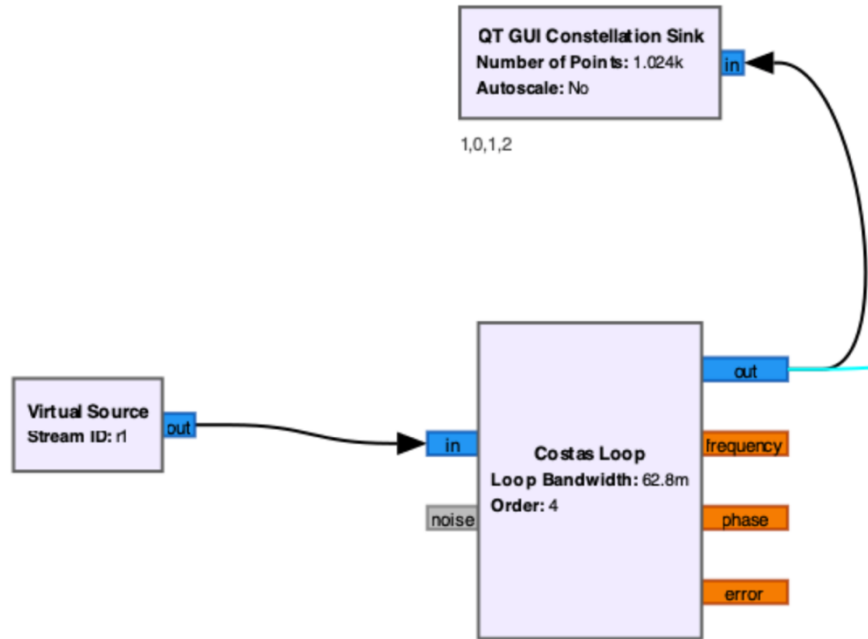 QT GUI Constellation Sink
Number of Points: 1.024k
Autoscale: No
in
1,0,1,2
Virtual Source
Stream ID: r1
out
in
noise
Costas Loop
Loop Bandwidth: 62.8m
Order: 4
out
frequency
phase
error